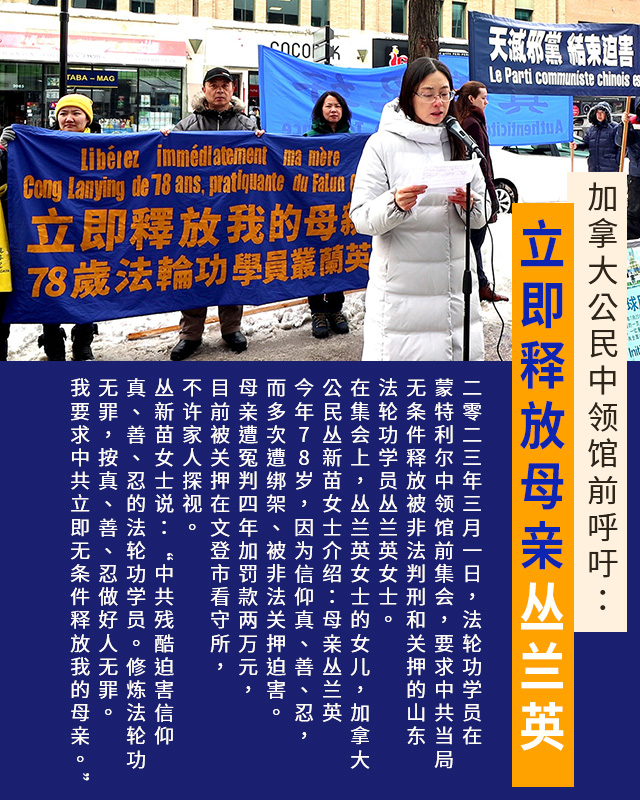 TABA - MAG
COCO
天滅邪黨 結束迫害
Le Parti communiste chinois es
Authenticit
Libérez immédiatement ma mère
Cong Lanying de 78 ans, pratiquante du Falun
立即釋放我的母親
78歲法輪功學員叢蘭英
加拿大公民中领馆前呼吁：
立即释放母亲丛兰英
二零二三年三月一日，法轮功学员在
蒙特利尔中领馆前集会，要求中共当局
无条件释放被非法判刑和关押的山东
法轮功学员丛兰英女士。
在集会上，丛兰英女士的女儿，加拿大
公民丛新苗女士介绍：母亲丛兰英
今年78岁，因为信仰真、善、忍，
而多次遭绑架、被非法关押迫害。
母亲遭冤判四年加罚款两万元，
目前被关押在文登市看守所，
不许家人探视。
丛新苗女士说：“中共残酷迫害信仰
真、善、忍的法轮功学员。修炼法轮功
无罪，按真、善、忍做好人无罪。
我要求中共立即无条件释放我的母亲。”